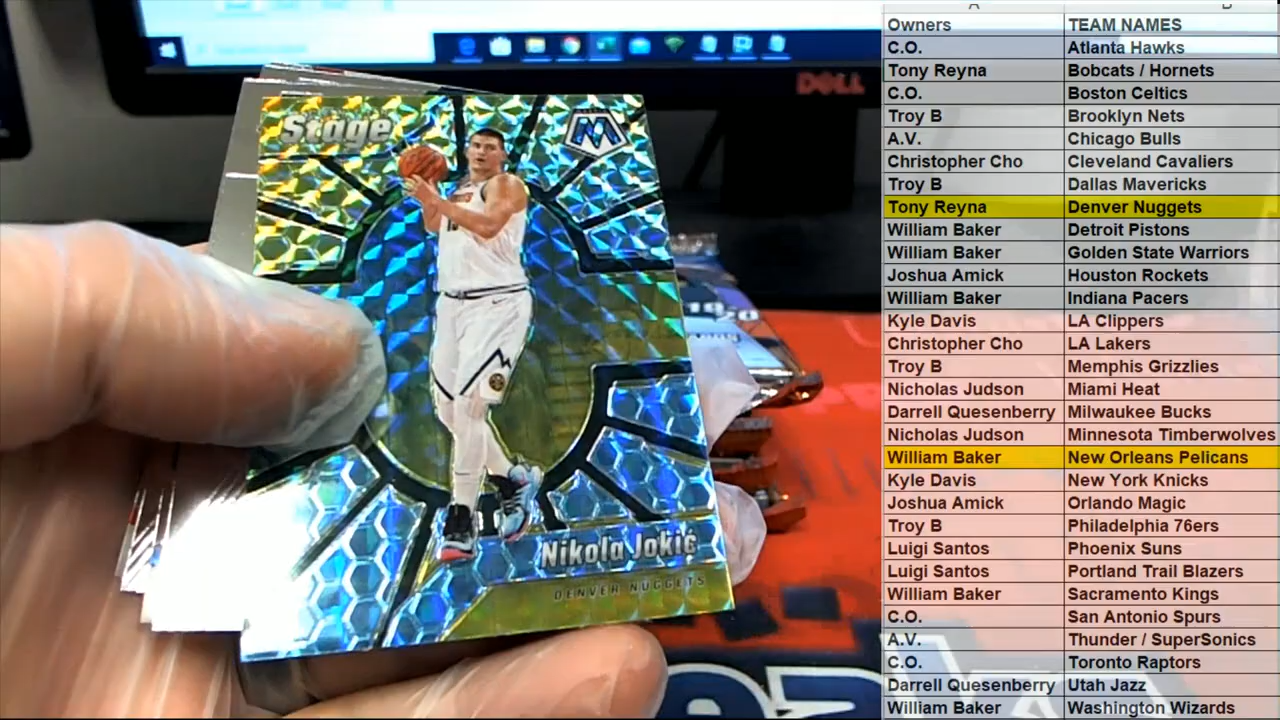 Stage
M
Nikola Jokić
DENVER NUGGETS
DELL
Owners TEAM NAMES
C.O. Atlanta Hawks
Tony Reyna Bobcats / Hornets
C.O. Boston Celtics
Troy B Brooklyn Nets
A.V. Chicago Bulls
Christopher Cho Cleveland Cavaliers
Troy B Dallas Mavericks
Tony Reyna Denver Nuggets
William Baker Detroit Pistons
William Baker Golden State Warriors
Joshua Amick Houston Rockets
William Baker Indiana Pacers
Kyle Davis LA Clippers
Christopher Cho LA Lakers
Troy B Memphis Grizzlies
Nicholas Judson Miami Heat
Darrell Quesenberry Milwaukee Bucks
Nicholas Judson Minnesota Timberwolves
William Baker New Orleans Pelicans
Kyle Davis New York Knicks
Joshua Amick Orlando Magic
Troy B Philadelphia 76ers
Luigi Santos Phoenix Suns
Luigi Santos Portland Trail Blazers
William Baker Sacramento Kings
C.O. San Antonio Spurs
A.V. Thunder / SuperSonics
C.O. Toronto Raptors
Darrell Quesenberry Utah Jazz
William Baker Washington Wizards